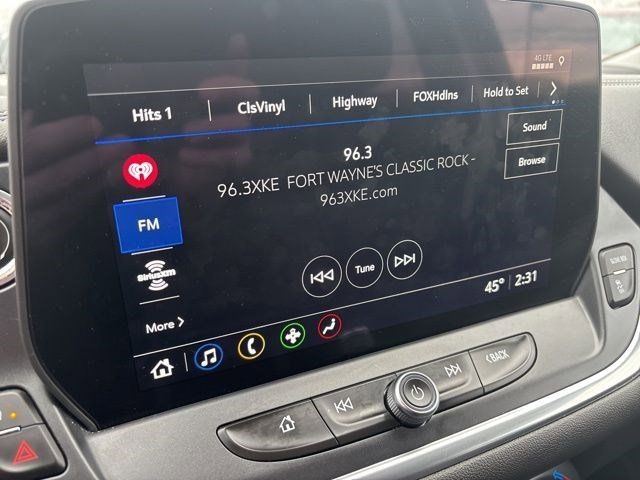 4G LTE
Hits 1 ClsVinyl Highway FOXHdlns Hold to Set
Sound
96.3
96.3XKE FORT WAYNE'S CLASSIC ROCK -
963XKE.com
Browse
FM
SiriusXM
Tune
More
45° 2:31
BACK